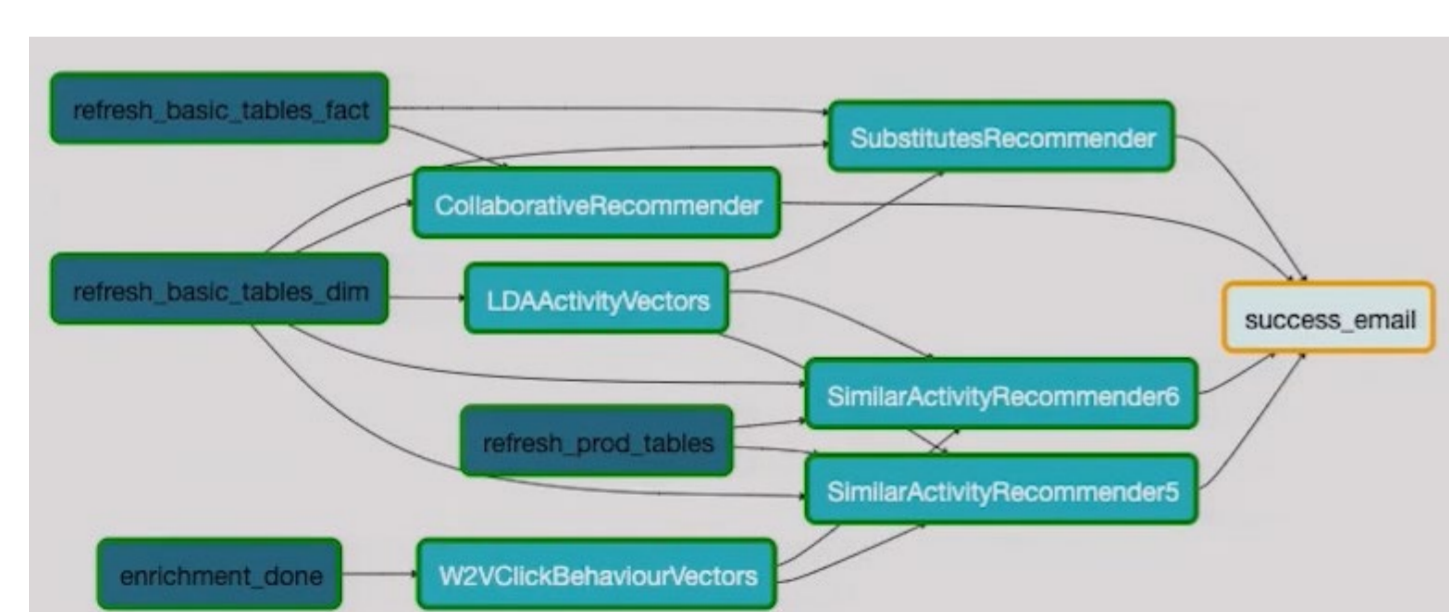 refresh_basic_tables_fact
SubstitutesRecommender
CollaborativeRecommender
refresh_basic_tables_dim
LDAActivityVectors
success_email
SimilarActivityRecommender6
refresh_prod_tables
SimilarActivityRecommender5
enrichment_done
W2VClickBehaviourVectors